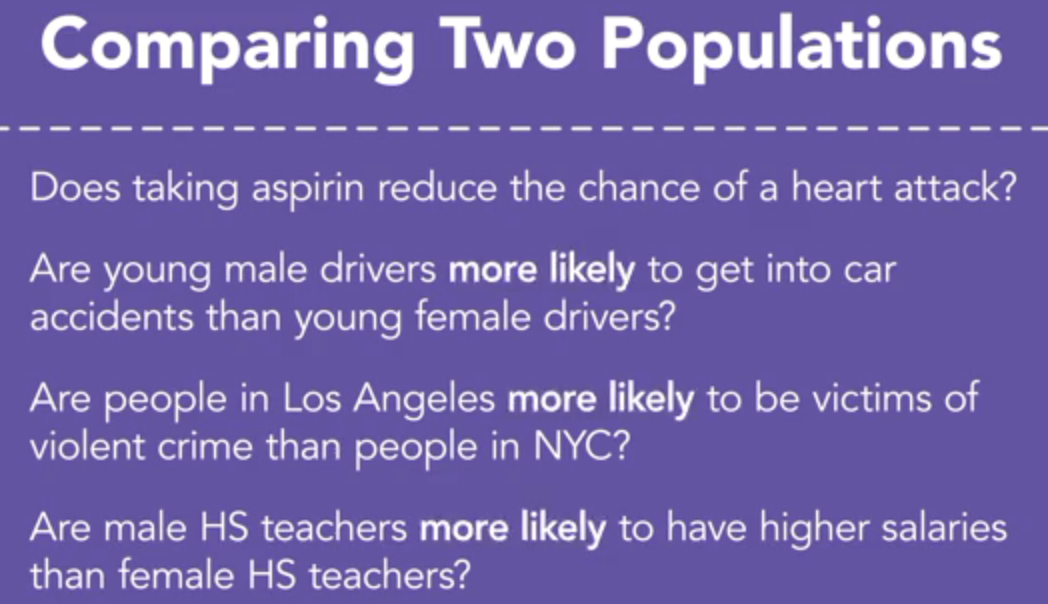 Comparing Two Populations
Does taking aspirin reduce the chance of a heart attack?
Are young male drivers more likely to get into car
accidents than young female drivers?
Are people in Los Angeles more likely to be victims of
violent crime than people in NYC?
Are male HS teachers more likely to have higher salaries
than female HS teachers?